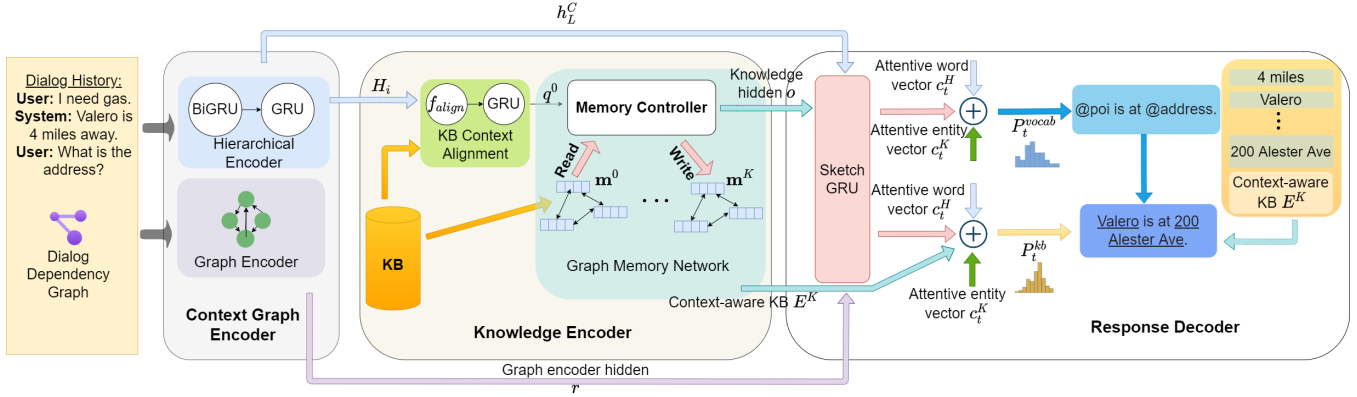 Dialog History:
User: I need gas.
System: Valero is
4 miles away.
User: What is the
address?
Dialog
Dependency
Graph
BiGRU
GRU
Hierarchical
Encoder
Graph Encoder
Context Graph
Encoder
h_L^C
H_i
f_align
GRU
KB Context
Alignment
q^0
KB
Memory Controller
Read
Write
m^0
...
m^K
Graph Memory Network
Knowledge Encoder
Knowledge
hidden o
Context-aware KB E^K
Graph encoder hidden
r
Sketch
GRU
Attentive word
vector c_t^H
Attentive entity
vector c_t^K
P_t^vocab
@poi is at @address.
Attentive word
vector c_t^H
Attentive entity
vector c_t^K
P_t^kb
Valero is at 200
Alester Ave.
4 miles
Valero
⋮
200 Alester Ave
Context-aware
KB E^K
Response Decoder